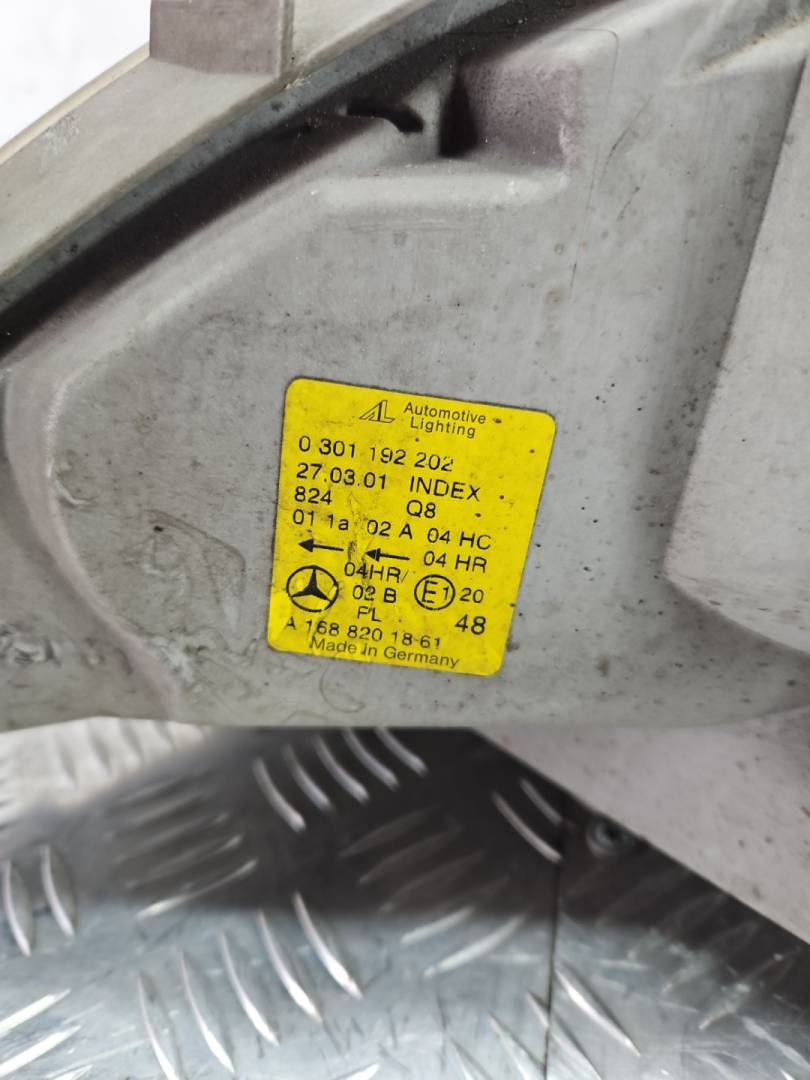 AL Automotive
Lighting
0 301 192 202
27.03.01 INDEX
824 Q8
01 1a 02 A 04 HC
04 HR
04HR/
02 B E1 20
PL 48
A 168 820 18-61
Made in Germany